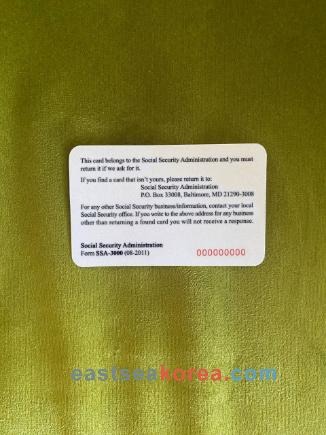 This card belongs to the Social Security Administration and you must
return it if we ask for it.
If you find a card that isn't yours, please return it to:
Social Security Administration
P.O. Box 33008, Baltimore, MD 21290-3008
For any other Social Security business/information, contact your local
Social Security office. If you write to the above address for any business
other than returning a found card you will not receive a response.
Social Security Administration
Form SSA-3000 (08-2011)
000000000
eastseakorea.com